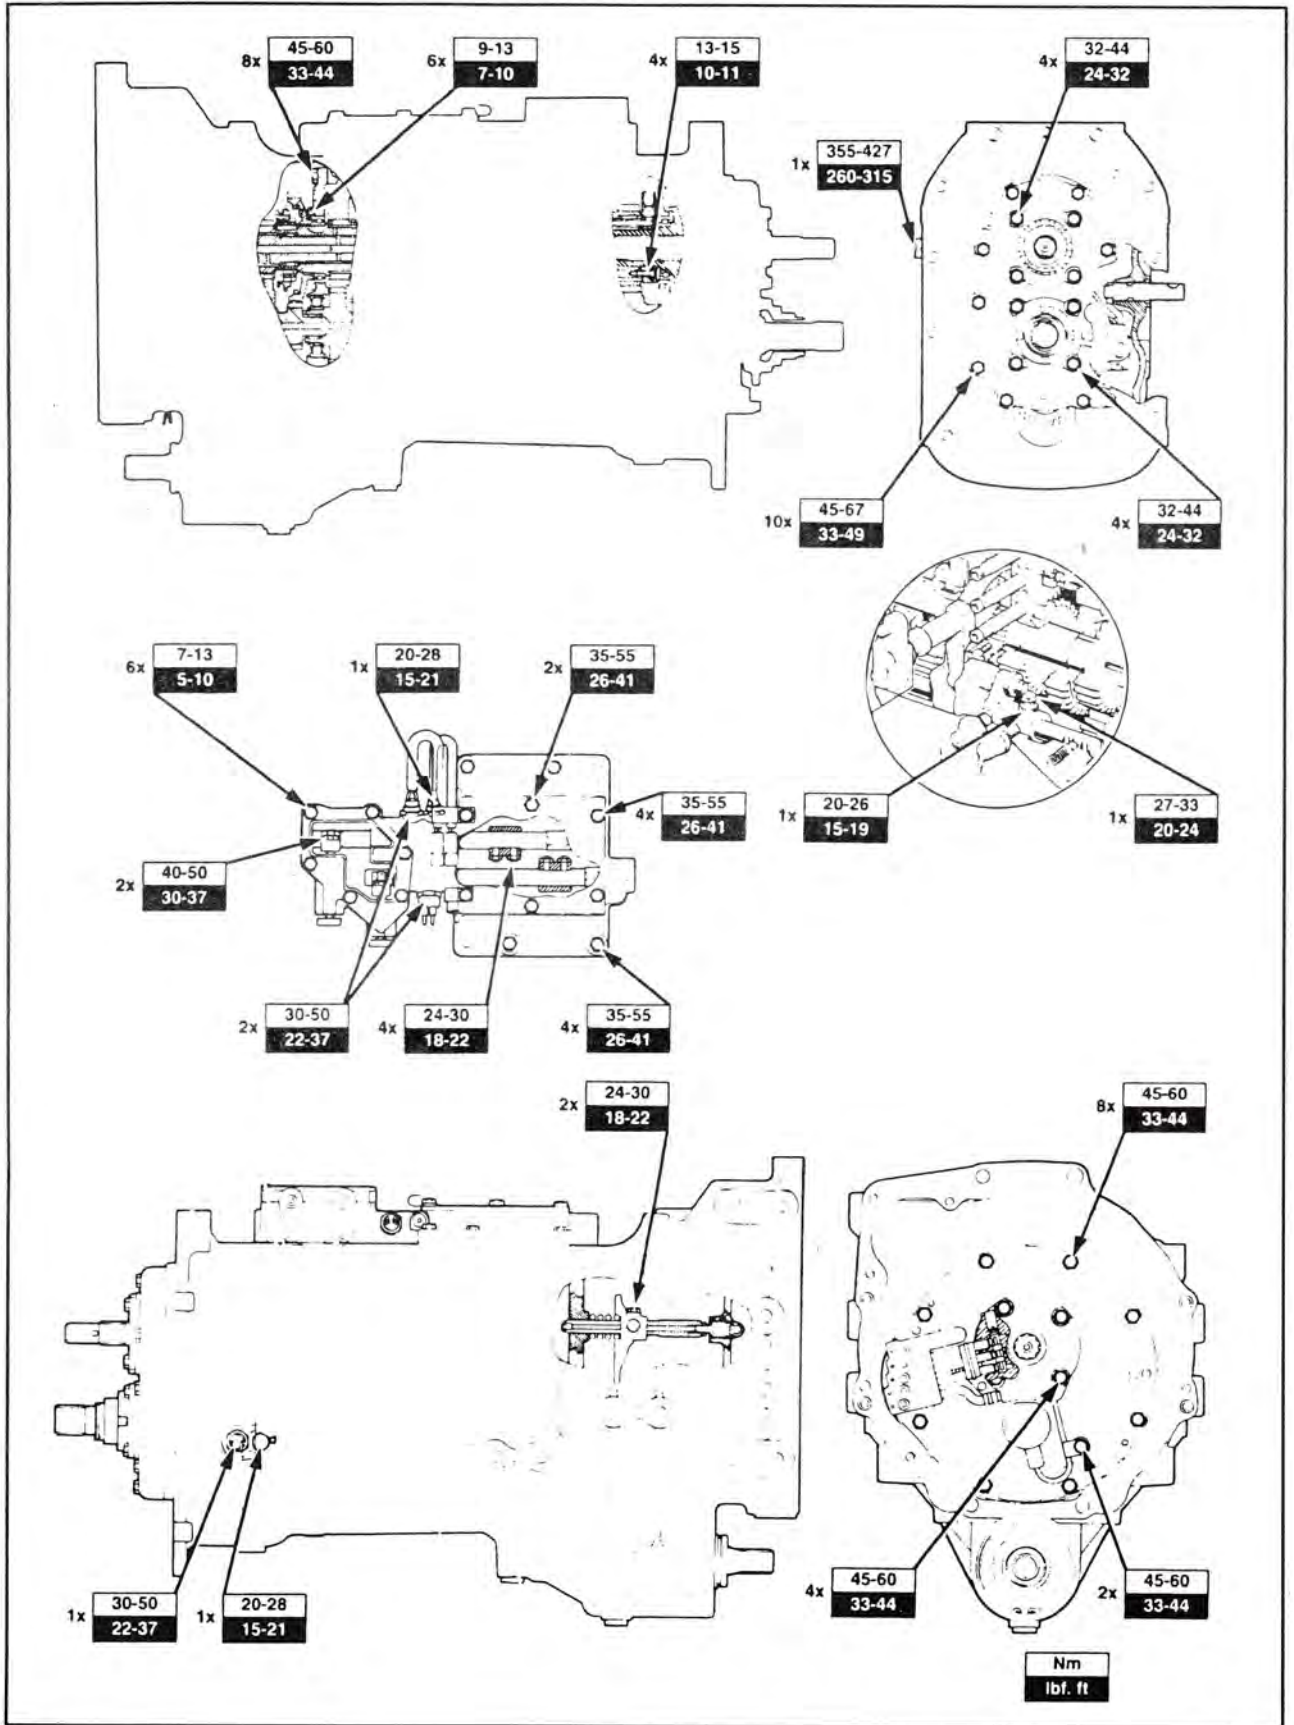 8x 45-60
33-44
6x 9-13
7-10
4x 13-15
10-11
4x 32-44
24-32
1x 355-427
260-315
10x 45-67
33-49
4x 32-44
24-32
6x 7-13
5-10
1x 20-28
15-21
2x 35-55
26-41
4x 35-55
26-41
1x 20-26
15-19
1x 27-33
20-24
2x 40-50
30-37
2x 30-50
22-37
4x 24-30
18-22
4x 35-55
26-41
2x 24-30
18-22
8x 45-60
33-44
1x 30-50
22-37
1x 20-28
15-21
4x 45-60
33-44
2x 45-60
33-44
Nm
lbf. ft